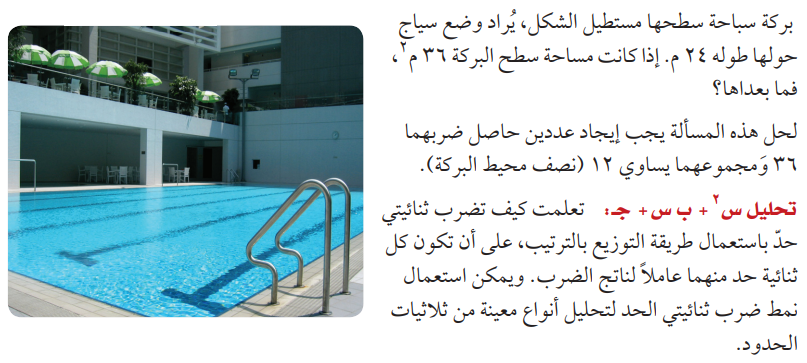 بركة سباحة سطحها مستطيل الشكل، يُراد وضع سياج
حولها طوله ٢٤ م. إذا كانت مساحة سطح البركة ٣٦ م٢،
فما بعداها؟
لحل هذه المسألة يجب إيجاد عددين حاصل ضربهما
٣٦ وَمجموعهما يساوي ١٢ (نصف محيط البركة).
تحليل س٢ + ب س + جـ: تعلمت كيف تضرب ثنائيتي
حدّ باستعمال طريقة التوزيع بالترتيب، على أن تكون كل
ثنائية حد منهما عاملاً لناتج الضرب. ويمكن استعمال
نمط ضرب ثنائيتي الحد لتحليل أنواع معينة من ثلاثيات
الحدود.